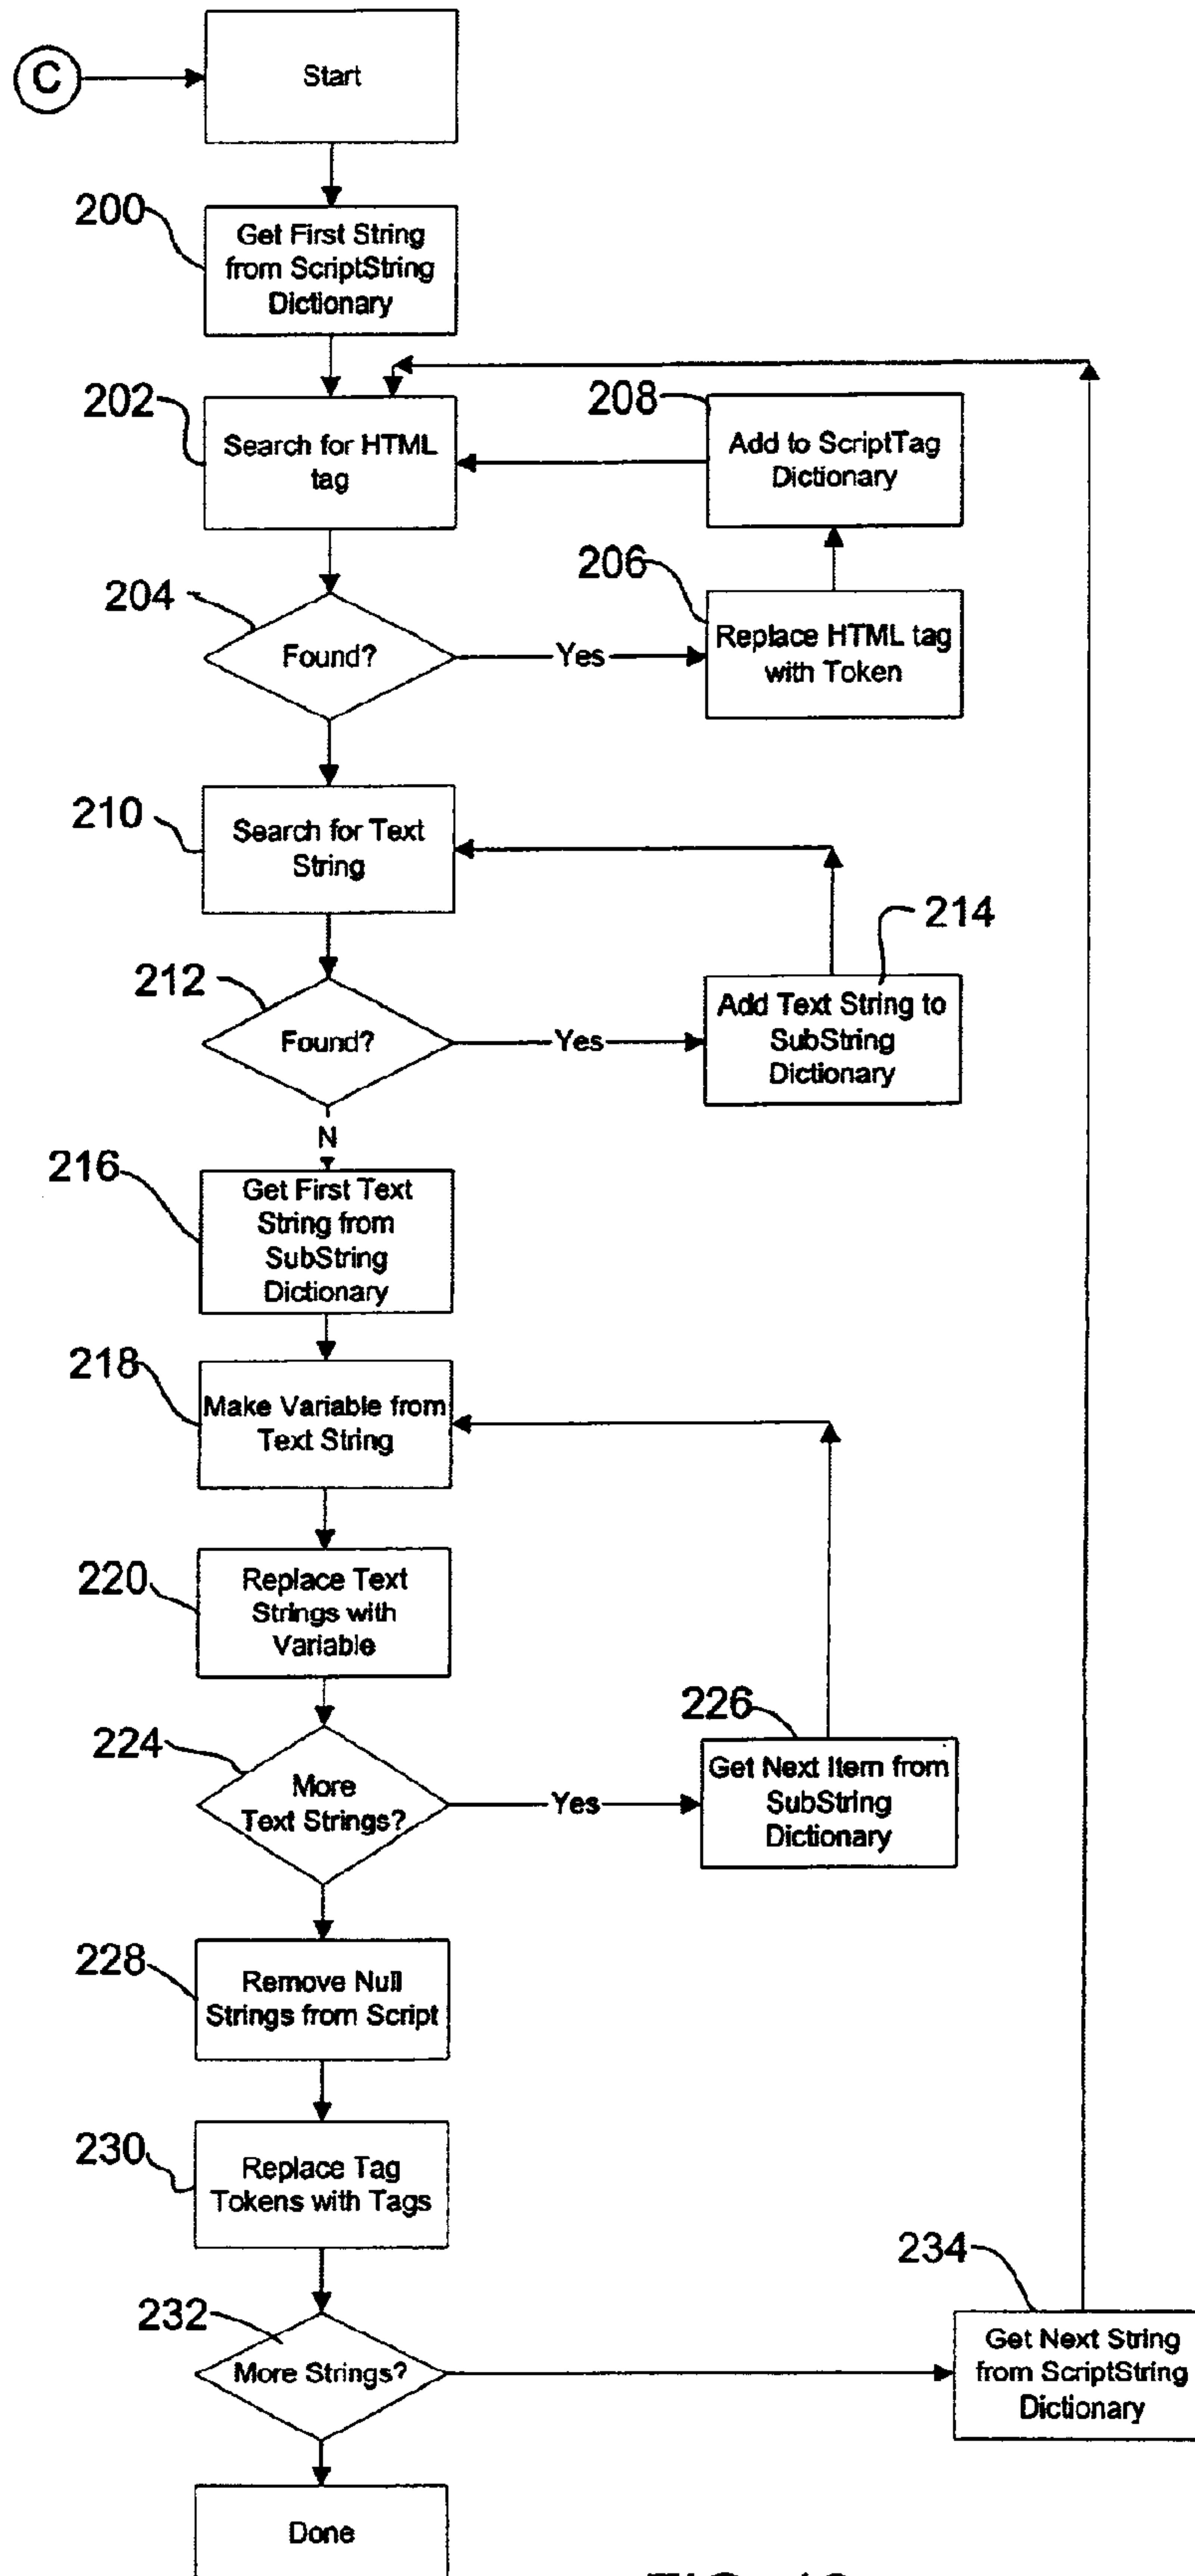 C
Start
200
Get First String
from ScriptString
Dictionary
202
Search for HTML
tag
208
Add to ScriptTag
Dictionary
204
Found?
Yes
206
Replace HTML tag
with Token
210
Search for Text
String
212
Found?
Yes
214
Add Text String to
SubString
Dictionary
N
216
Get First Text
String from
SubString
Dictionary
218
Make Variable from
Text String
220
Replace Text
Strings with
Variable
224
More
Text Strings?
Yes
226
Get Next Item from
SubString
Dictionary
228
Remove Null
Strings from Script
230
Replace Tag
Tokens with Tags
232
More Strings?
234
Get Next String
from ScriptString
Dictionary
Done